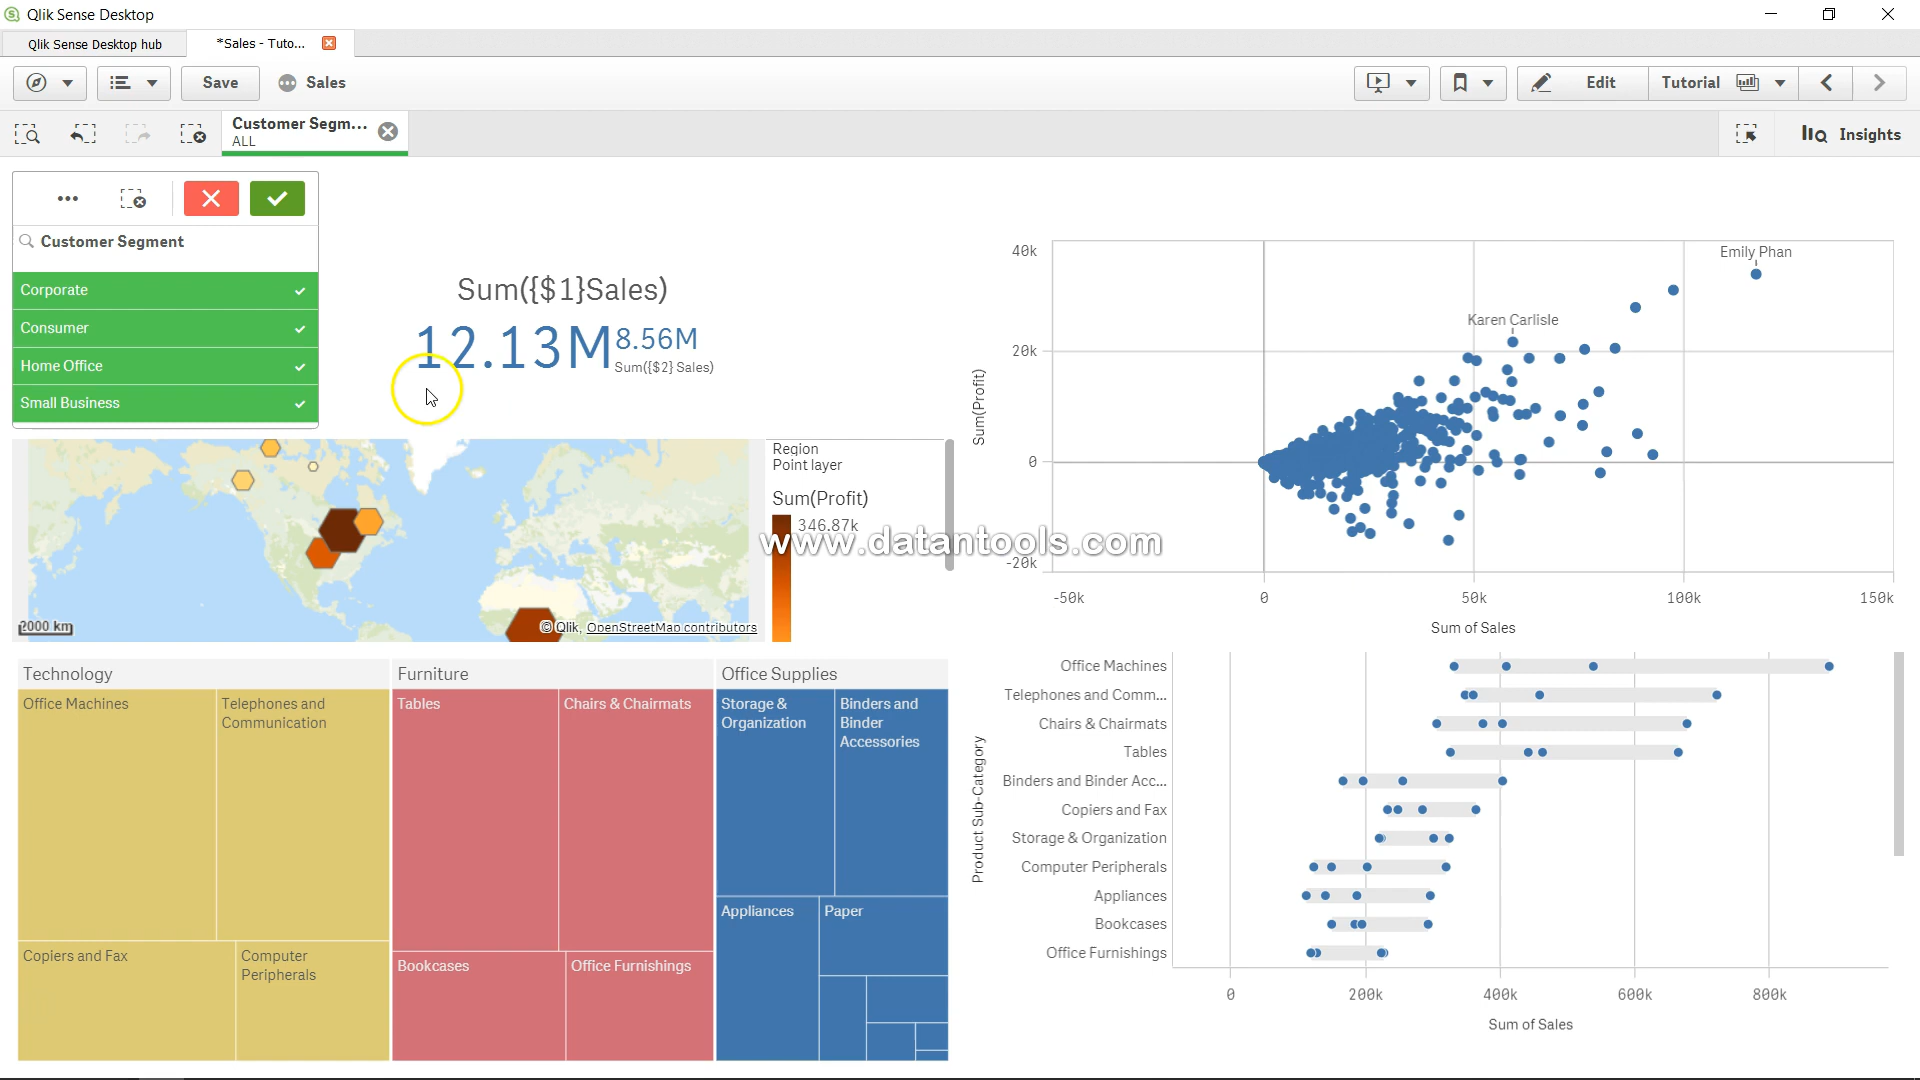 Qlik Sense Desktop
Qlik Sense Desktop hub
*Sales - Tuto...
Save
Sales
Edit
Tutorial
Customer Segm...
ALL
Insights
Customer Segment
Corporate
Consumer
Home Office
Small Business
Sum({$1}Sales)
12.13M
8.56M
Sum({$2} Sales)
2000 km
© Qlik, OpenStreetMap contributors
Region
Point layer
Sum(Profit)
346.87k
www.datantools.com
40k
20k
0
-20k
Sum(Profit)
Emily Phan
Karen Carlisle
-50k
0
50k
100k
150k
Sum of Sales
Technology
Office Machines
Telephones and
Communication
Copiers and Fax
Computer
Peripherals
Furniture
Tables
Chairs & Chairmats
Bookcases
Office Furnishings
Office Supplies
Storage &
Organization
Binders and
Binder
Accessories
Appliances
Paper
Product Sub-Category
Office Machines
Telephones and Comm...
Chairs & Chairmats
Tables
Binders and Binder Acc...
Copiers and Fax
Storage & Organization
Computer Peripherals
Appliances
Bookcases
Office Furnishings
0
200k
400k
600k
800k
Sum of Sales